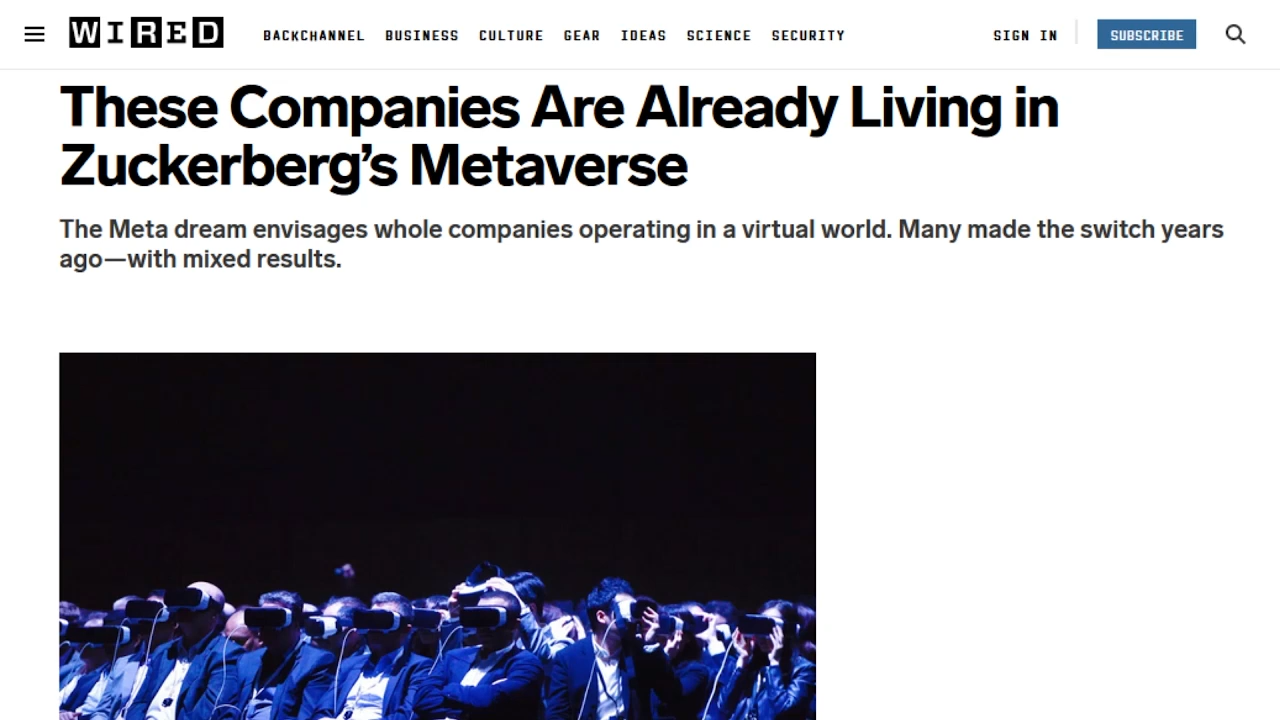 WIRED
BACKCHANNEL BUSINESS CULTURE GEAR IDEAS SCIENCE SECURITY
SIGN IN
SUBSCRIBE
These Companies Are Already Living in
Zuckerberg’s Metaverse
The Meta dream envisages whole companies operating in a virtual world. Many made the switch years
ago—with mixed results.